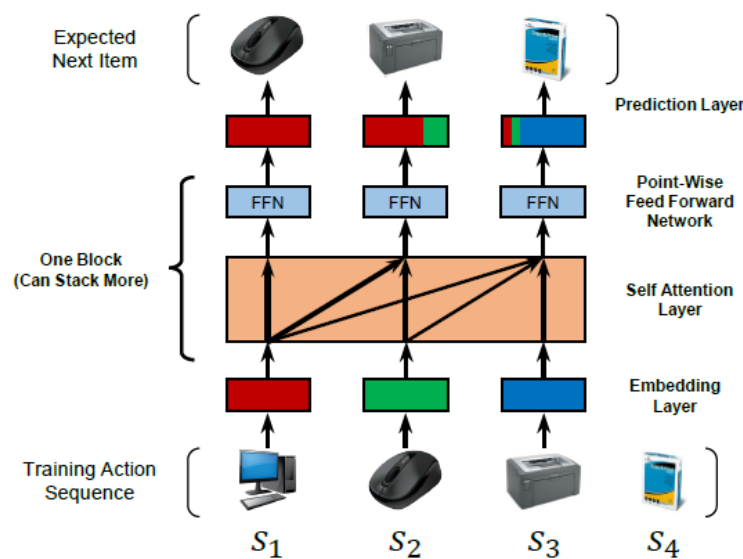 Expected
Next Item
Prediction Layer
FFN
FFN
FFN
Point-Wise
Feed Forward
Network
One Block
(Can Stack More)
Self Attention
Layer
Embedding
Layer
Training Action
Sequence
S1
S2
S3
S4